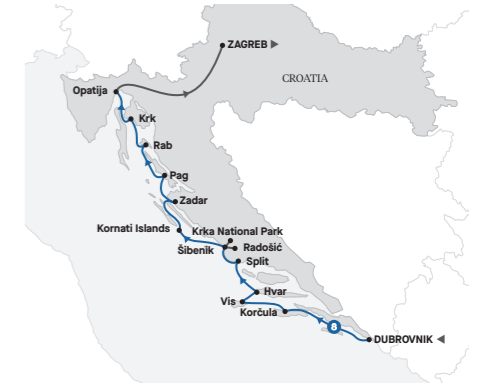 ZAGREB
CROATIA
Opatija
Krk
Rab
Pag
Zadar
Kornati Islands
Krka National Park
Šibenik
Radošić
Split
Hvar
Vis
Korčula
8
DUBROVNIK